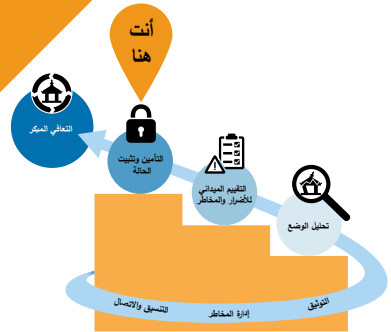 أنت
هنا
التعافي المبكر
التأمين وتثبيت
الحالة
التقييم الميداني
للأضرار والمخاطر
تحليل الوضع
التوثيق
إدارة المخاطر
التنسيق والاتصال